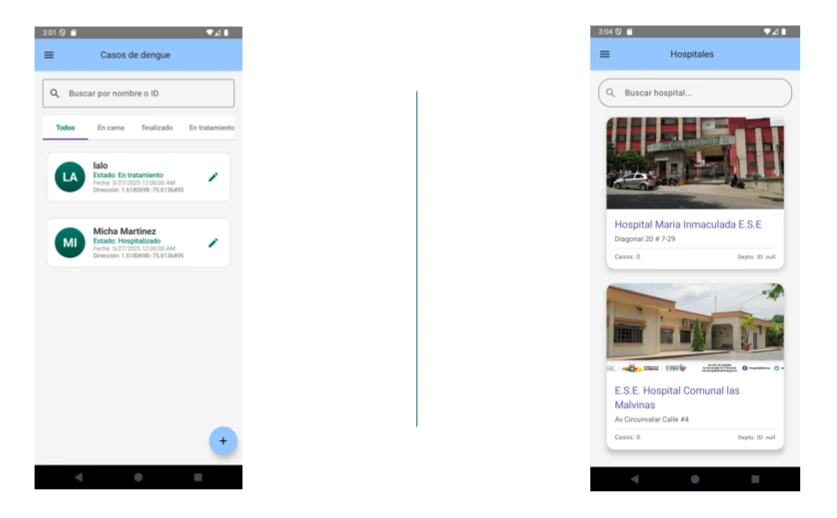 3:01
Casos de dengue
Buscar por nombre o ID
Todos En cama finalizado En tratamiento
LA
lalo
Estado: En tratamiento
Fecha: 5/27/2025 12:00:00 AM
Dirección: 1.6180698:-75.6136495
MI
Micha Martinez
Estado: Hospitalizado
Fecha: 5/27/2025 12:00:00 AM
Dirección: 1.6180698:-75.6136495
+
3:04
Hospitales
Buscar hospital...
Hospital Maria Inmaculada E.S.E
Diagonal 20 # 7-29
Casos: 0 Depto. ID: null
E.S.E. Hospital Comunal las
Malvinas
Av Circunvalar Calle #4
Casos: 0 Depto. ID: null